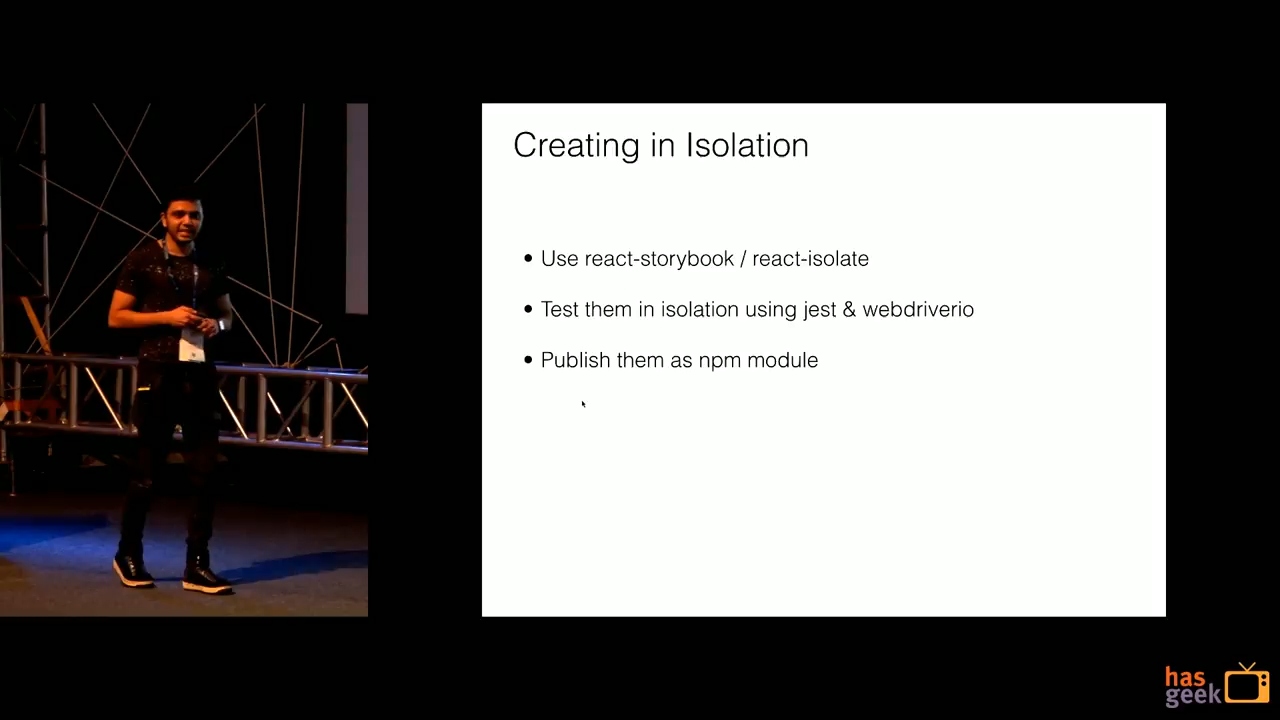 Creating in Isolation
• Use react-storybook / react-isolate
• Test them in isolation using jest & webdriverio
• Publish them as npm module
has
geek